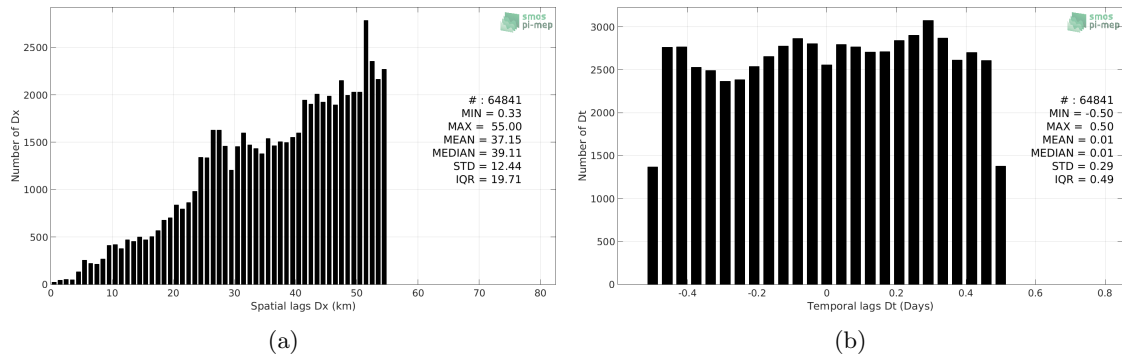 smos
pi-mep
2500
2000
1500
1000
500
0
Number of Dx
# : 64841
MIN = 0.33
MAX = 55.00
MEAN = 37.15
MEDIAN = 39.11
STD = 12.44
IQR = 19.71
0 10 20 30 40 50 60 70 80
Spatial lags Dx (km)
(a)
smos
pi-mep
3000
2500
2000
1500
1000
500
0
Number of Dt
# : 64841
MIN = -0.50
MAX = 0.50
MEAN = 0.01
MEDIAN = 0.01
STD = 0.29
IQR = 0.49
-0.4 -0.2 0 0.2 0.4 0.6 0.8
Temporal lags Dt (Days)
(b)